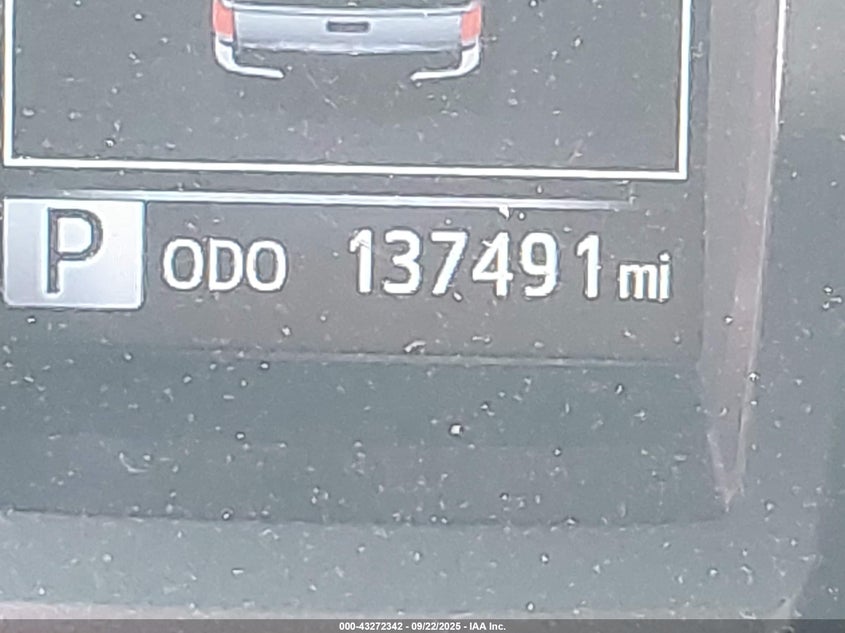 P ODO 137491 mi
000-43272342 - 09/22/2025 - IAA Inc.